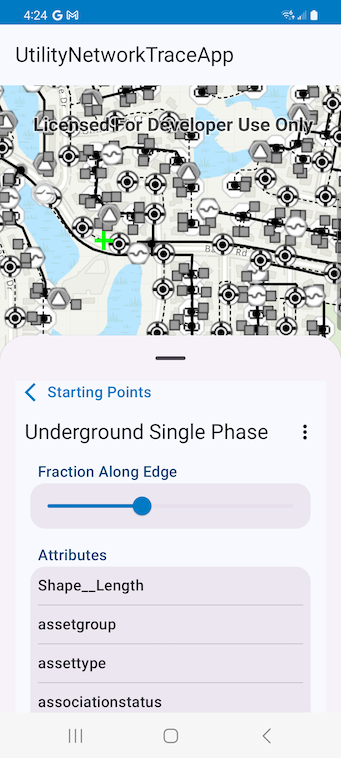 4:24 G M
UtilityNetworkTraceApp
Licensed For Developer Use Only
Starting Points
Underground Single Phase
Fraction Along Edge
Attributes
Shape__Length
assetgroup
assettype
associationstatus